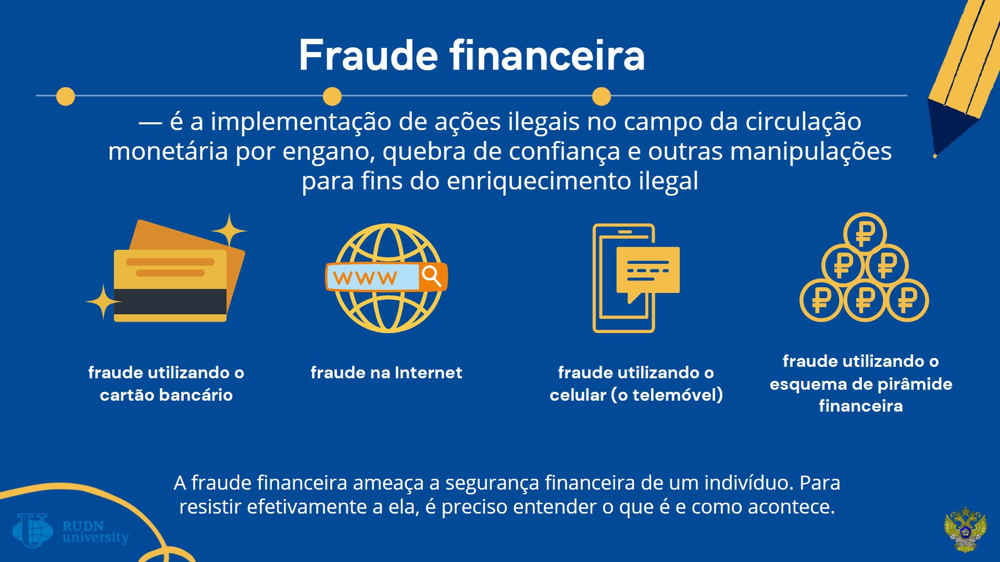 Fraude financeira
— é a implementação de ações ilegais no campo da circulação
monetária por engano, quebra de confiança e outras manipulações
para fins do enriquecimento ilegal
WWW
fraude utilizando o
cartão bancário
fraude na Internet
fraude utilizando o
celular (o telemóvel)
fraude utilizando o
esquema de pirâmide
financeira
A fraude financeira ameaça a segurança financeira de um indivíduo. Para
resistir efetivamente a ela, é preciso entender o que é e como acontece.
RUDN
university